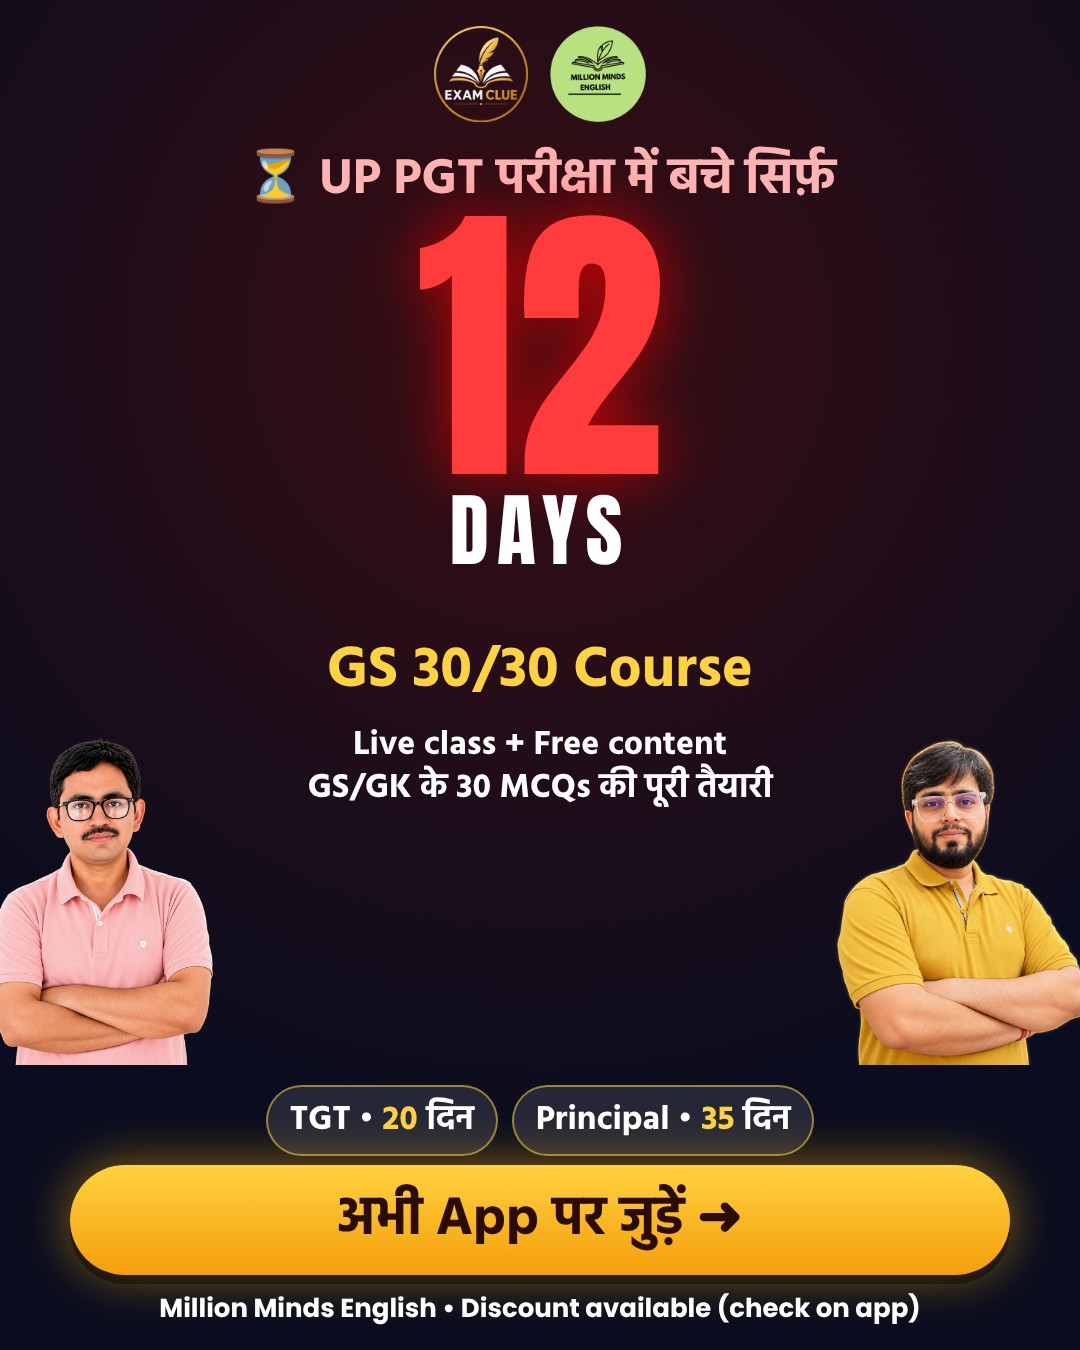 EXAM CLUE
MILLION MINDS
ENGLISH
⏳ UP PGT परीक्षा में बचे सिर्फ़
12
DAYS
GS 30/30 Course
Live class + Free content
GS/GK के 30 MCQs की पूरी तैयारी
TGT • 20 दिन
Principal • 35 दिन
अभी App पर जुड़ें ➜
Million Minds English • Discount available (check on app)